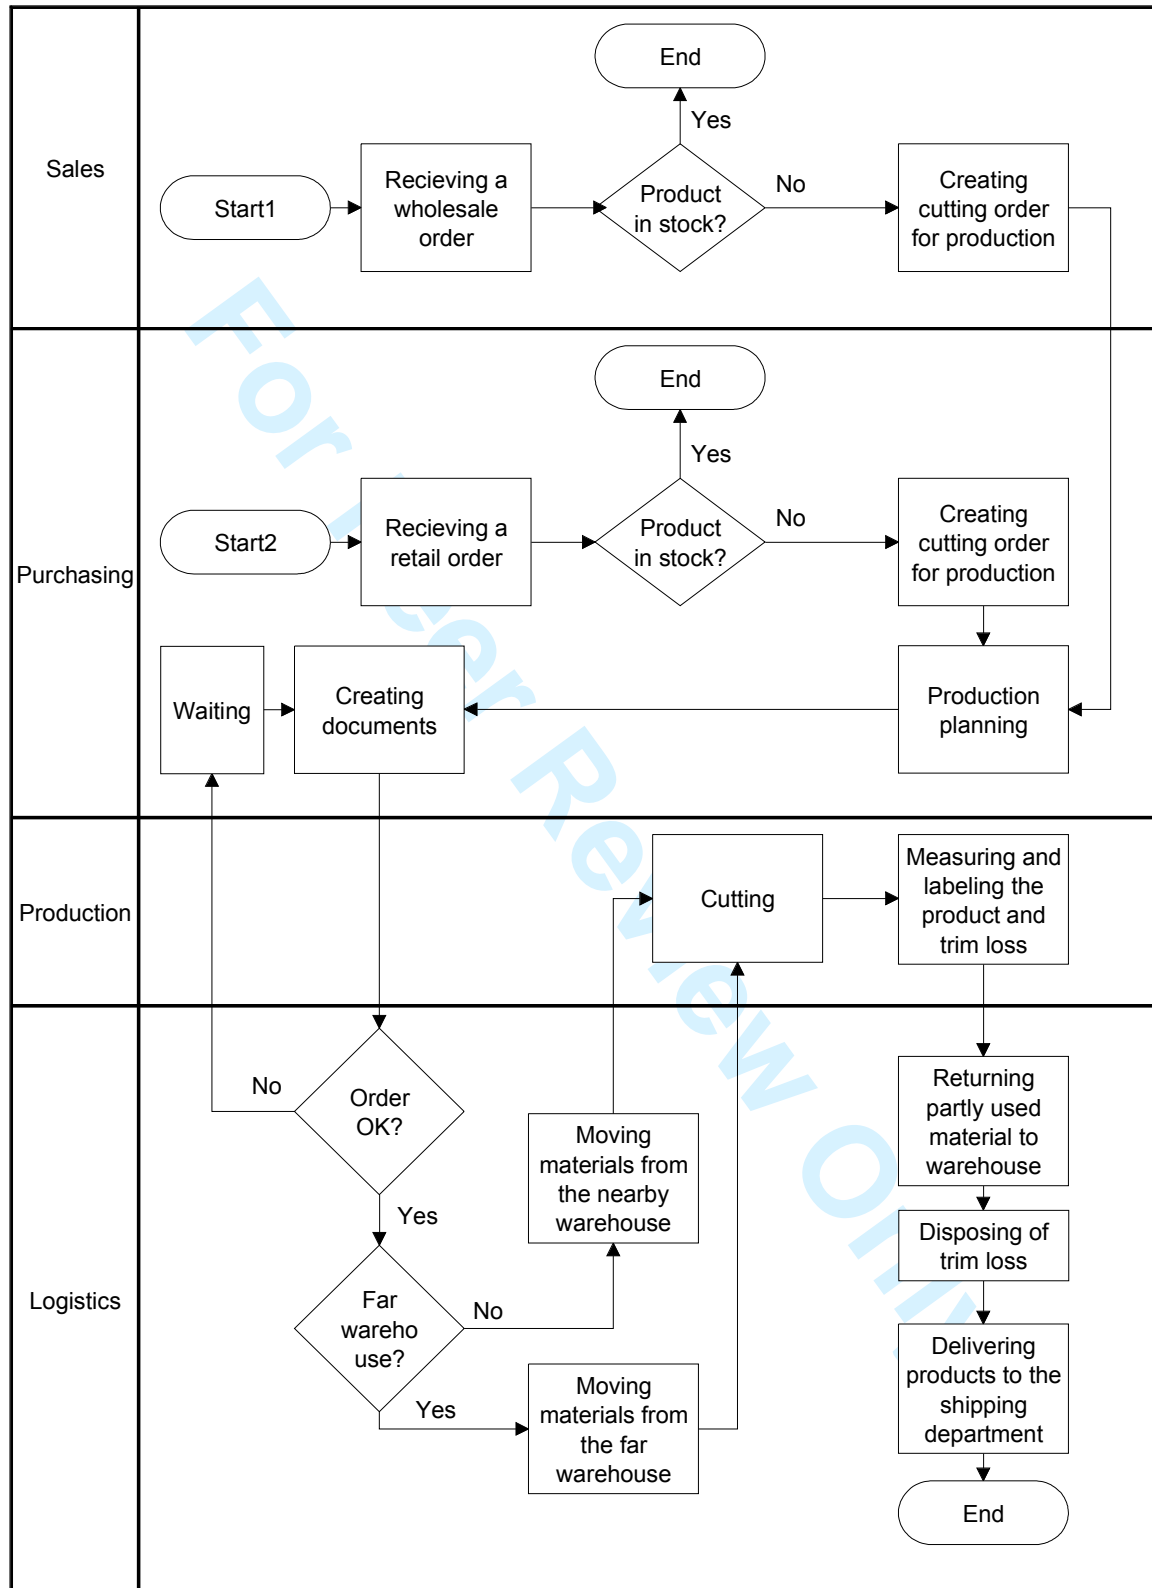 Sales
End
Yes
Start1
Recieving a
wholesale
order
Product
in stock?
No
Creating
cutting order
for production
Purchasing
End
Yes
Start2
Recieving a
retail order
Product
in stock?
No
Creating
cutting order
for production
Waiting
Creating
documents
Production
planning
Production
Cutting
Measuring and
labeling the
product and
trim loss
Logistics
No
Order
OK?
Yes
Far
wareho
use?
No
Yes
Moving
materials from
the nearby
warehouse
Moving
materials from
the far
warehouse
Returning
partly used
material to
warehouse
Disposing of
trim loss
Delivering
products to the
shipping
department
End
For Peer Review Only